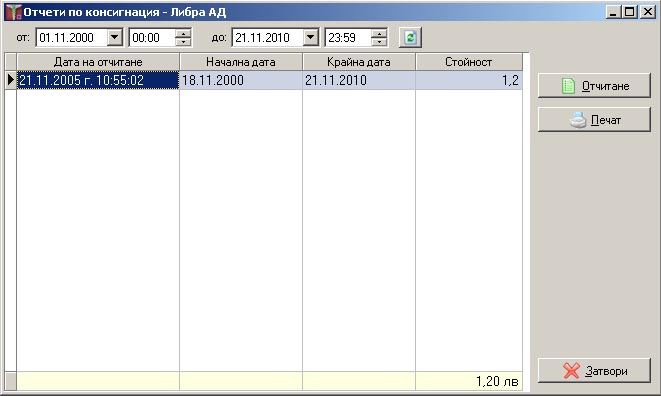 Отчети по консигнация - Либра АД
от: 01.11.2000 00:00 до: 21.11.2010 23:59
Дата на отчитане Начална дата Крайна дата Стойност
21.11.2005 г. 10:55:02 18.11.2000 21.11.2010 1,2
Отчитане
Печат
1,20 лв
Затвори